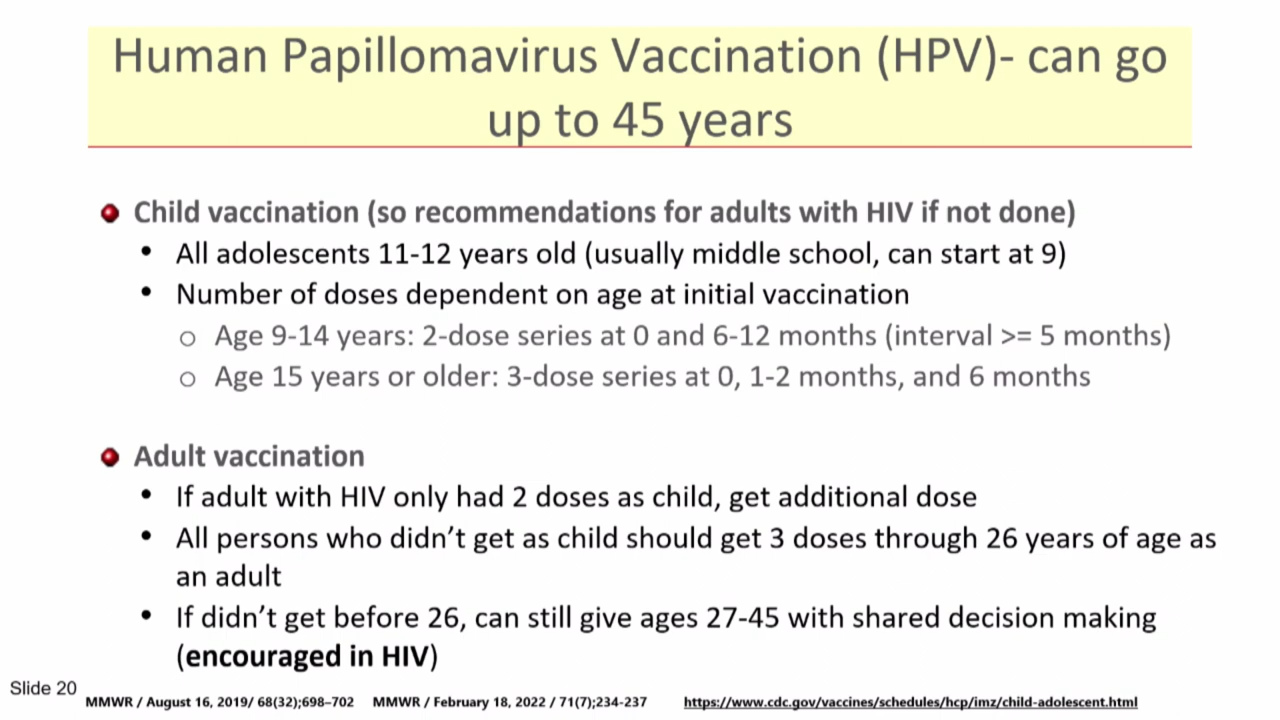 Human Papillomavirus Vaccination (HPV)- can go
up to 45 years
Child vaccination (so recommendations for adults with HIV if not done)
• All adolescents 11-12 years old (usually middle school, can start at 9)
• Number of doses dependent on age at initial vaccination
○ Age 9-14 years: 2-dose series at 0 and 6-12 months (interval >= 5 months)
○ Age 15 years or older: 3-dose series at 0, 1-2 months, and 6 months
Adult vaccination
• If adult with HIV only had 2 doses as child, get additional dose
• All persons who didn’t get as child should get 3 doses through 26 years of age as
an adult
• If didn’t get before 26, can still give ages 27-45 with shared decision making
(encouraged in HIV)
Slide 20
MMWR / August 16, 2019/ 68(32);698–702 MMWR / February 18, 2022 / 71(7);234-237 https://www.cdc.gov/vaccines/schedules/hcp/imz/child-adolescent.html